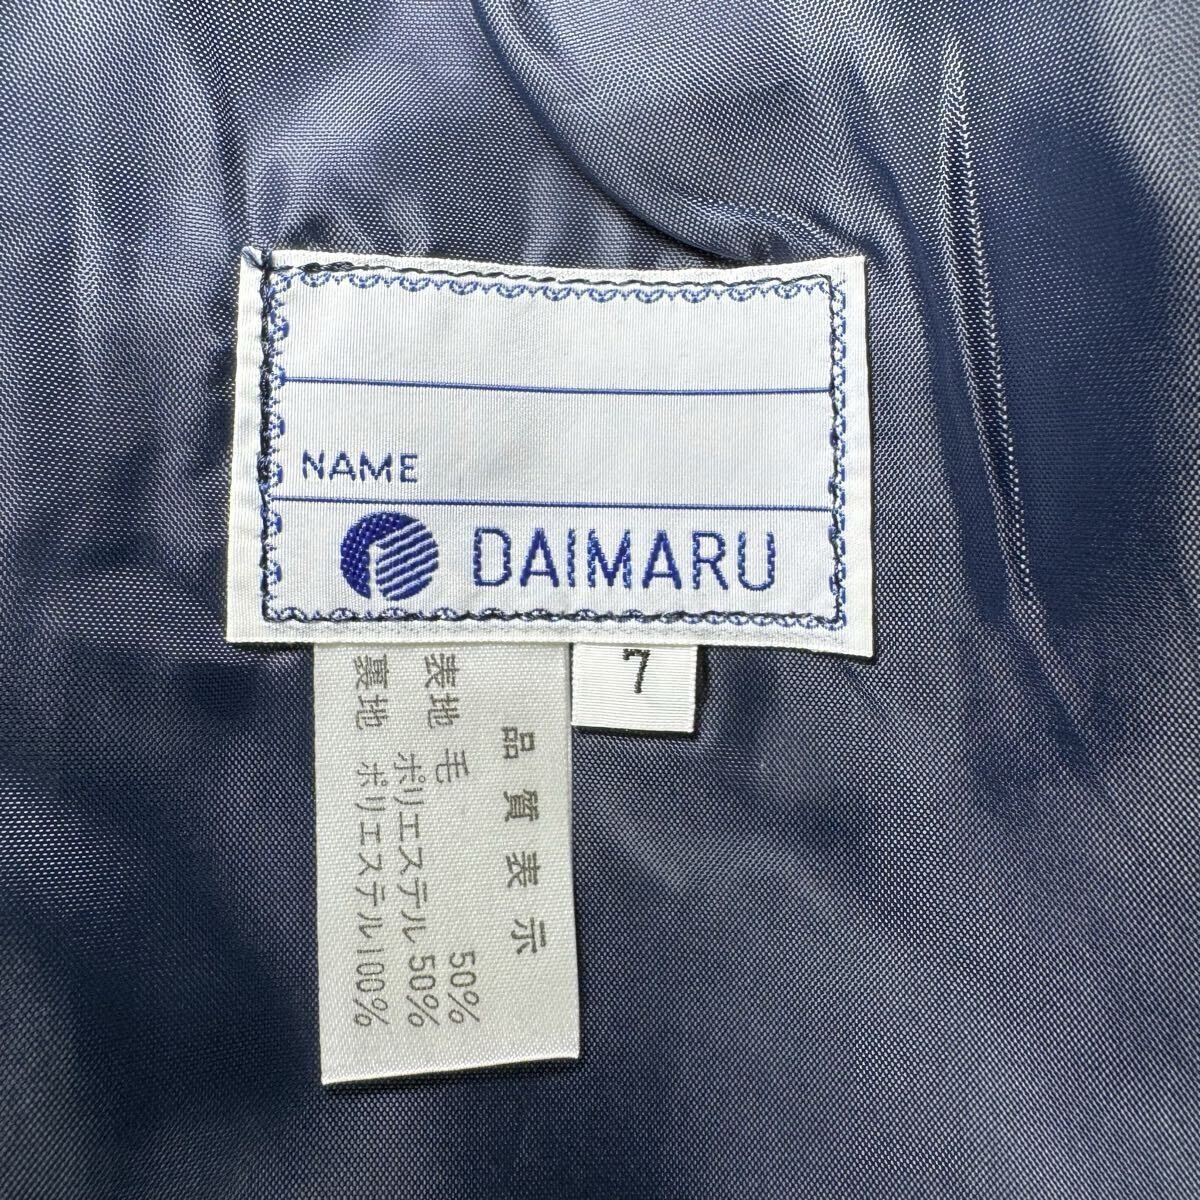 NAME
DAIMARU
7
品質表示
表地 毛 50%
ポリエステル 50%
裏地 ポリエステル100%